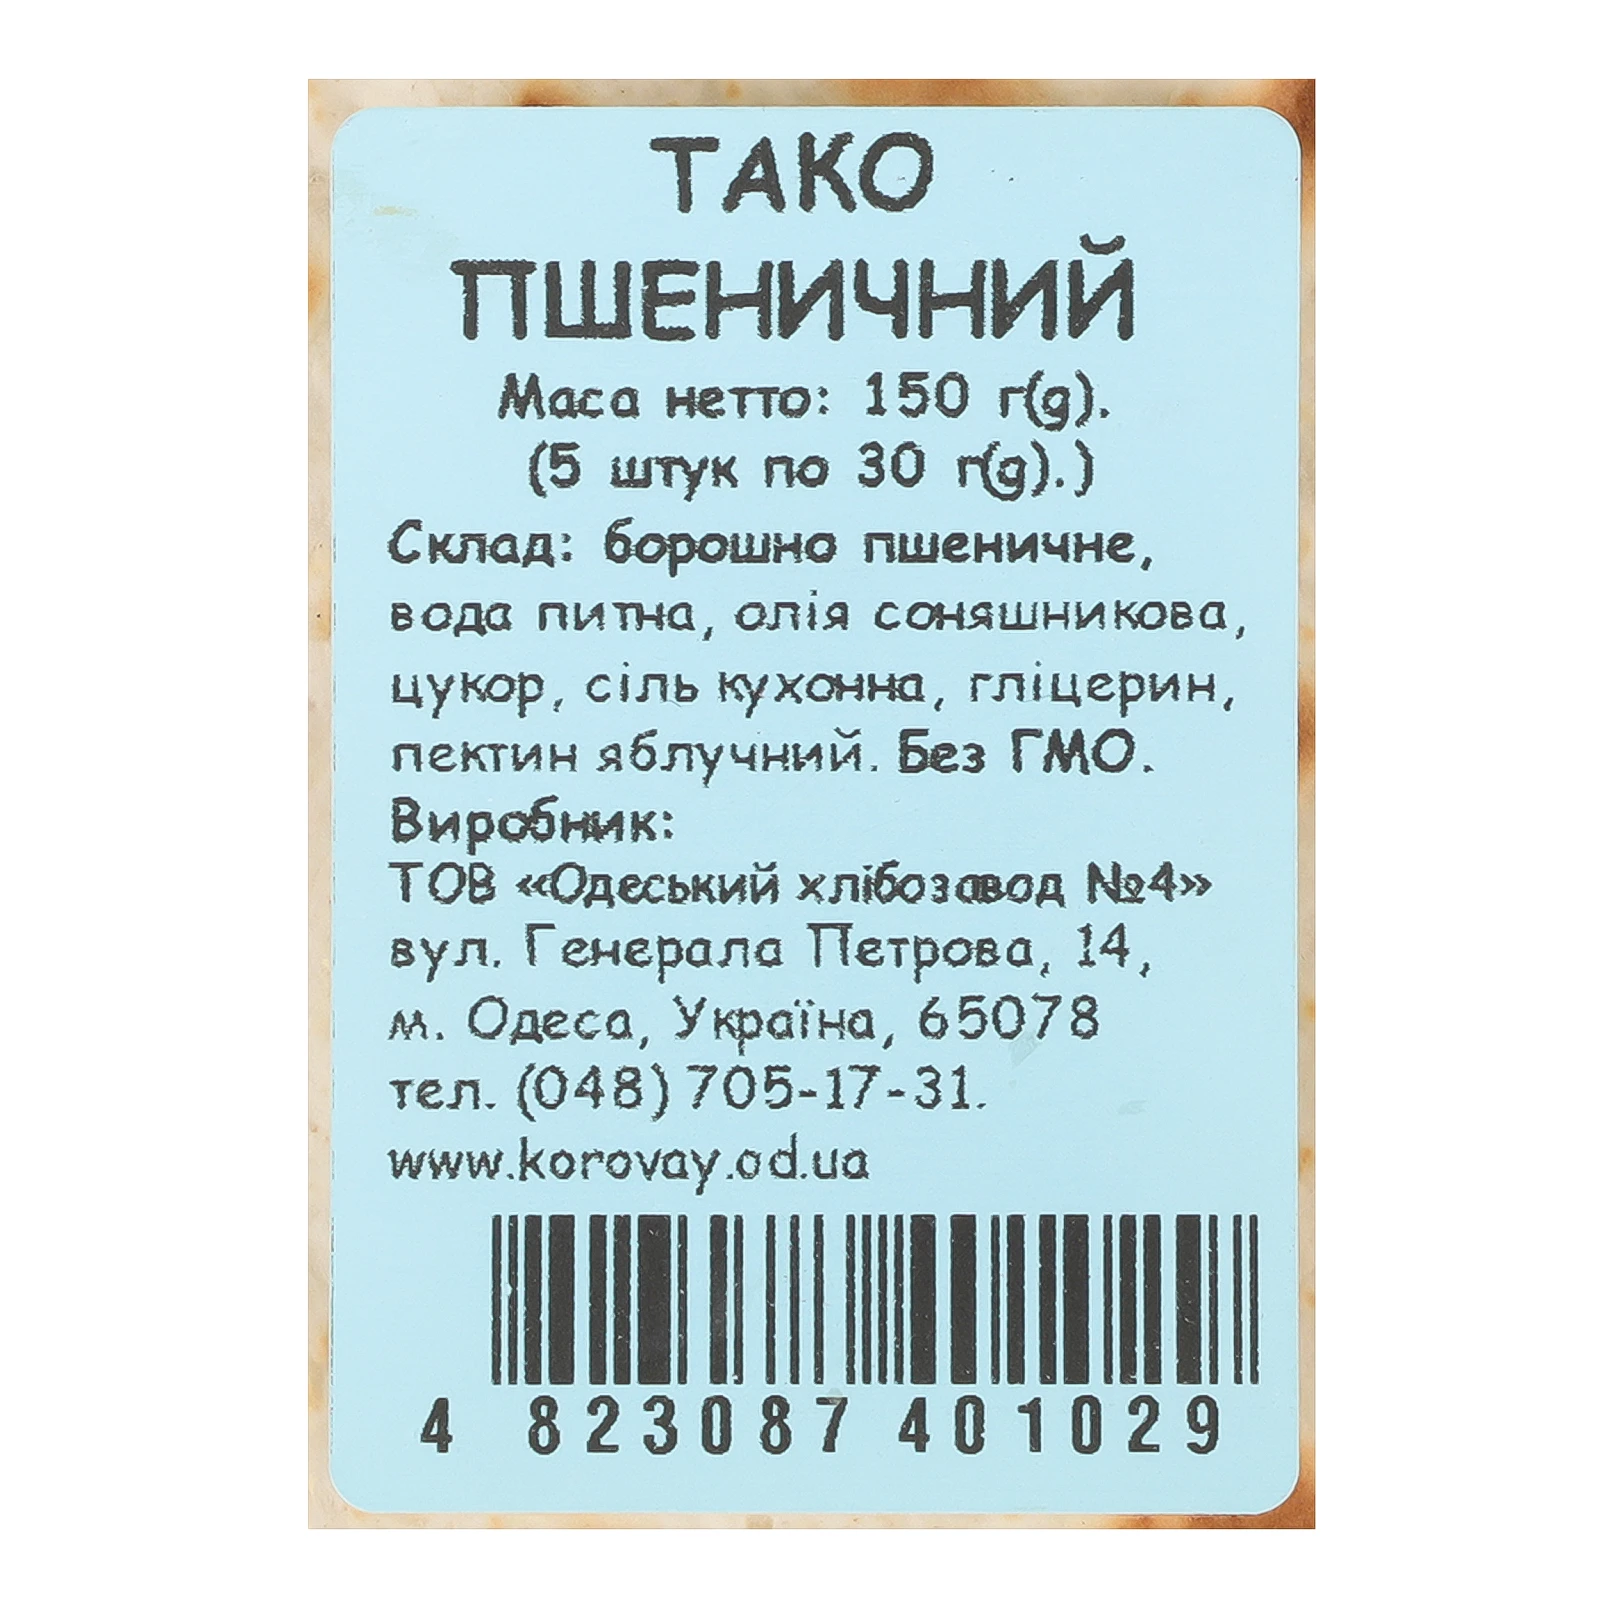 ТАКО
ПШЕНИЧНИЙ
Маса нетто: 150 г(g).
(5 штук по 30 г(g).)
Склад: борошно пшеничне,
вода питна, олія соняшникова,
цукор, сіль кухонна, гліцерин,
пектин яблучний. Без ГМО.
Виробник:
ТОВ «Одеський хлібозавод №4»
вул. Генерала Петрова, 14,
м. Одеса, Україна, 65078
тел. (048) 705-17-31.
www.korovay.od.ua
4 823087 401029